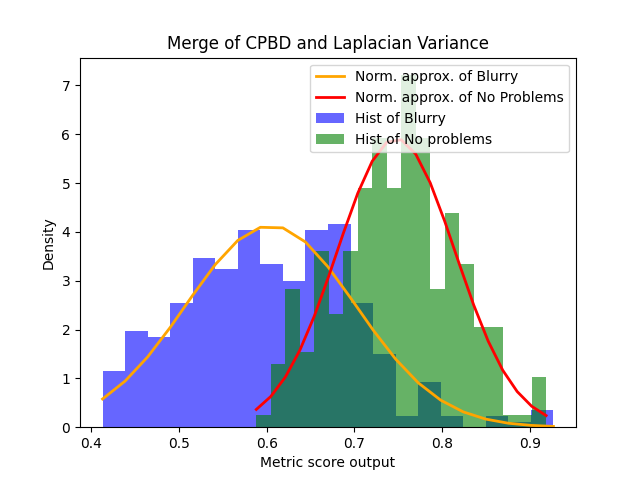 Merge of CPBD and Laplacian Variance
Norm. approx. of Blurry
Norm. approx. of No Problems
Hist of Blurry
Hist of No problems
Density
7
6
5
4
3
2
1
0
0.4 0.5 0.6 0.7 0.8 0.9
Metric score output